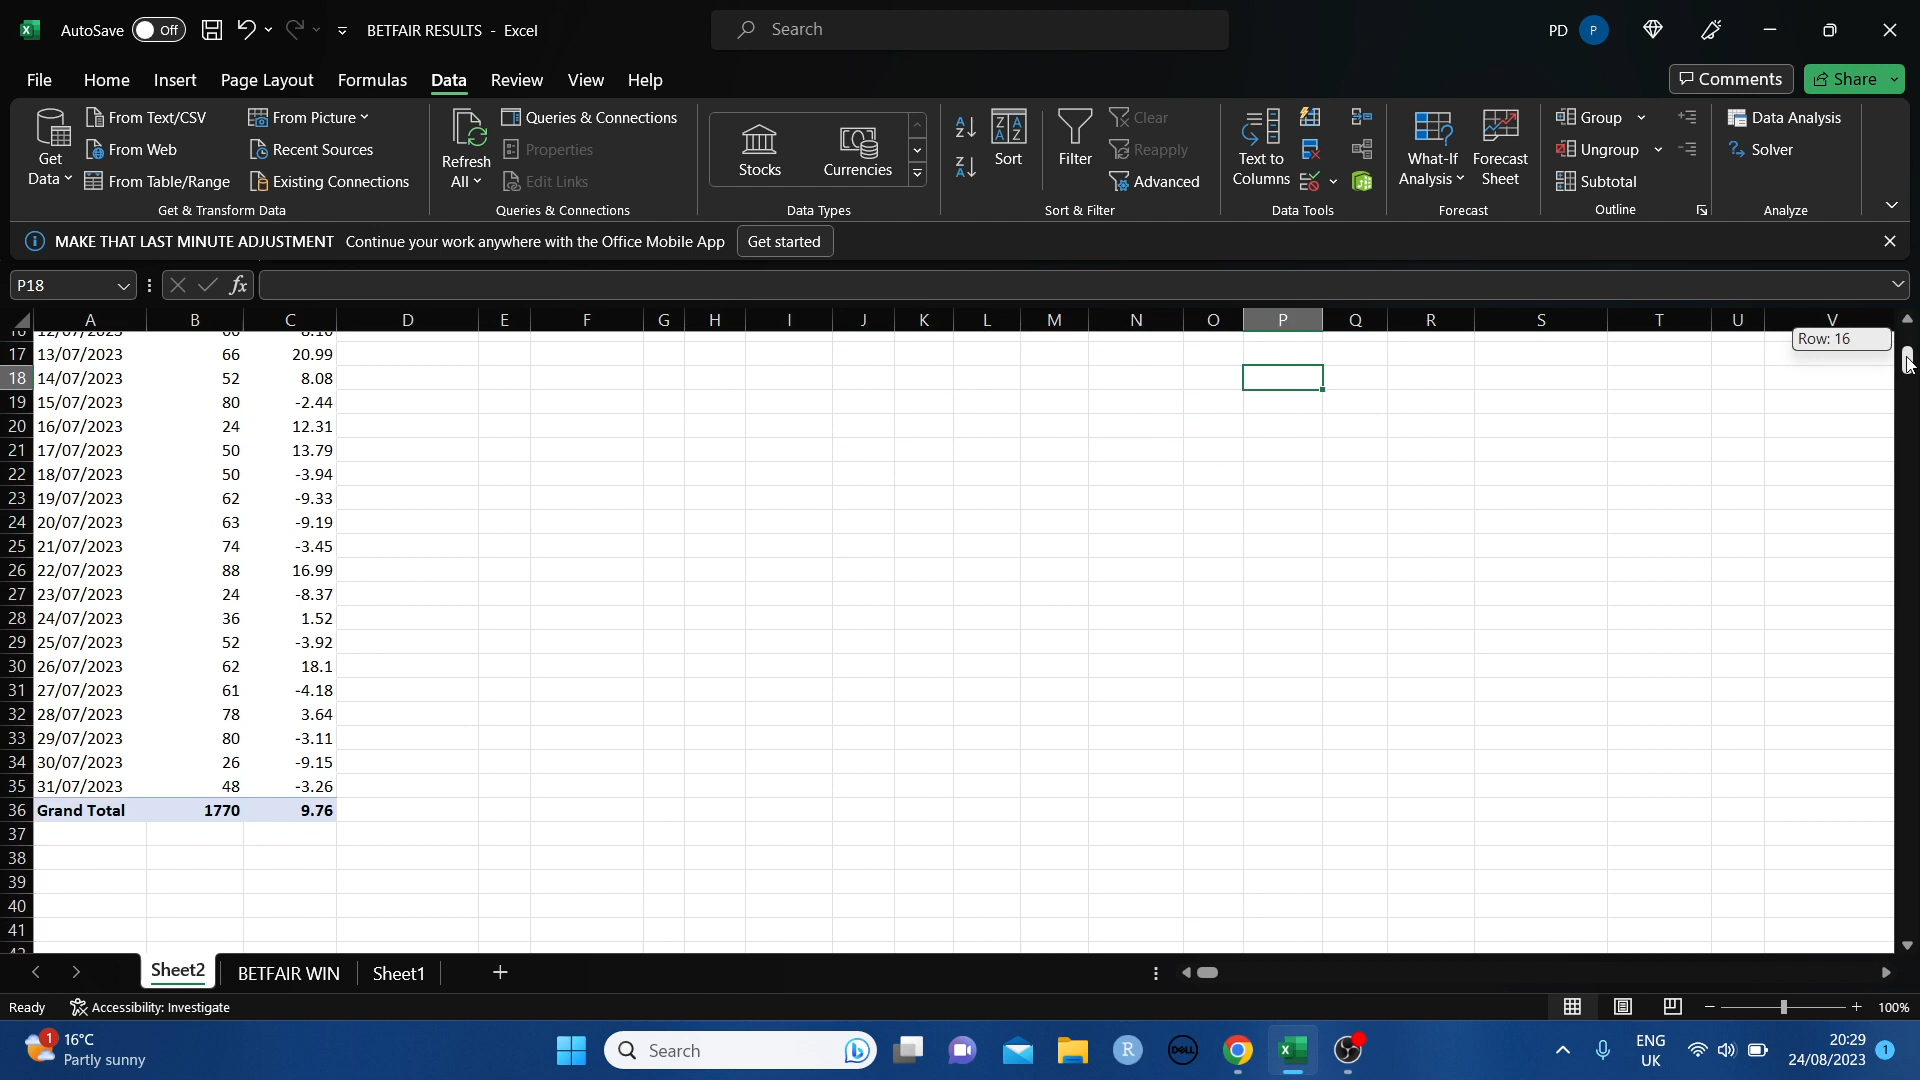 AutoSave Off BETFAIR RESULTS - Excel Search PD P
File Home Insert Page Layout Formulas Data Review View Help Comments Share
Get Data From Text/CSV From Web From Table/Range From Picture Recent Sources Existing Connections
Get & Transform Data
Refresh All Queries & Connections Properties Edit Links
Queries & Connections
Stocks Currencies
Data Types
Sort Filter Clear Reapply Advanced
Sort & Filter
Text to Columns
Data Tools
What-If Analysis Forecast Sheet
Forecast
Group Ungroup Subtotal
Outline
Data Analysis Solver
Analyze
MAKE THAT LAST MINUTE ADJUSTMENT Continue your work anywhere with the Office Mobile App Get started
P18 fx
A B C D E F G H I J K L M N O P Q R S T U V
Row: 16
17 13/07/2023 66 20.99
18 14/07/2023 52 8.08
19 15/07/2023 80 -2.44
20 16/07/2023 24 12.31
21 17/07/2023 50 13.79
22 18/07/2023 50 -3.94
23 19/07/2023 62 -9.33
24 20/07/2023 63 -9.19
25 21/07/2023 74 -3.45
26 22/07/2023 88 16.99
27 23/07/2023 24 -8.37
28 24/07/2023 36 1.52
29 25/07/2023 52 -3.92
30 26/07/2023 62 18.1
31 27/07/2023 61 -4.18
32 28/07/2023 78 3.64
33 29/07/2023 80 -3.11
34 30/07/2023 26 -9.15
35 31/07/2023 48 -3.26
36 Grand Total 1770 9.76
37
38
39
40
41
Sheet2 BETFAIR WIN Sheet1
Ready Accessibility: Investigate 100%
1 16°C Search ENG 20:29
Partly sunny UK 24/08/2023 1